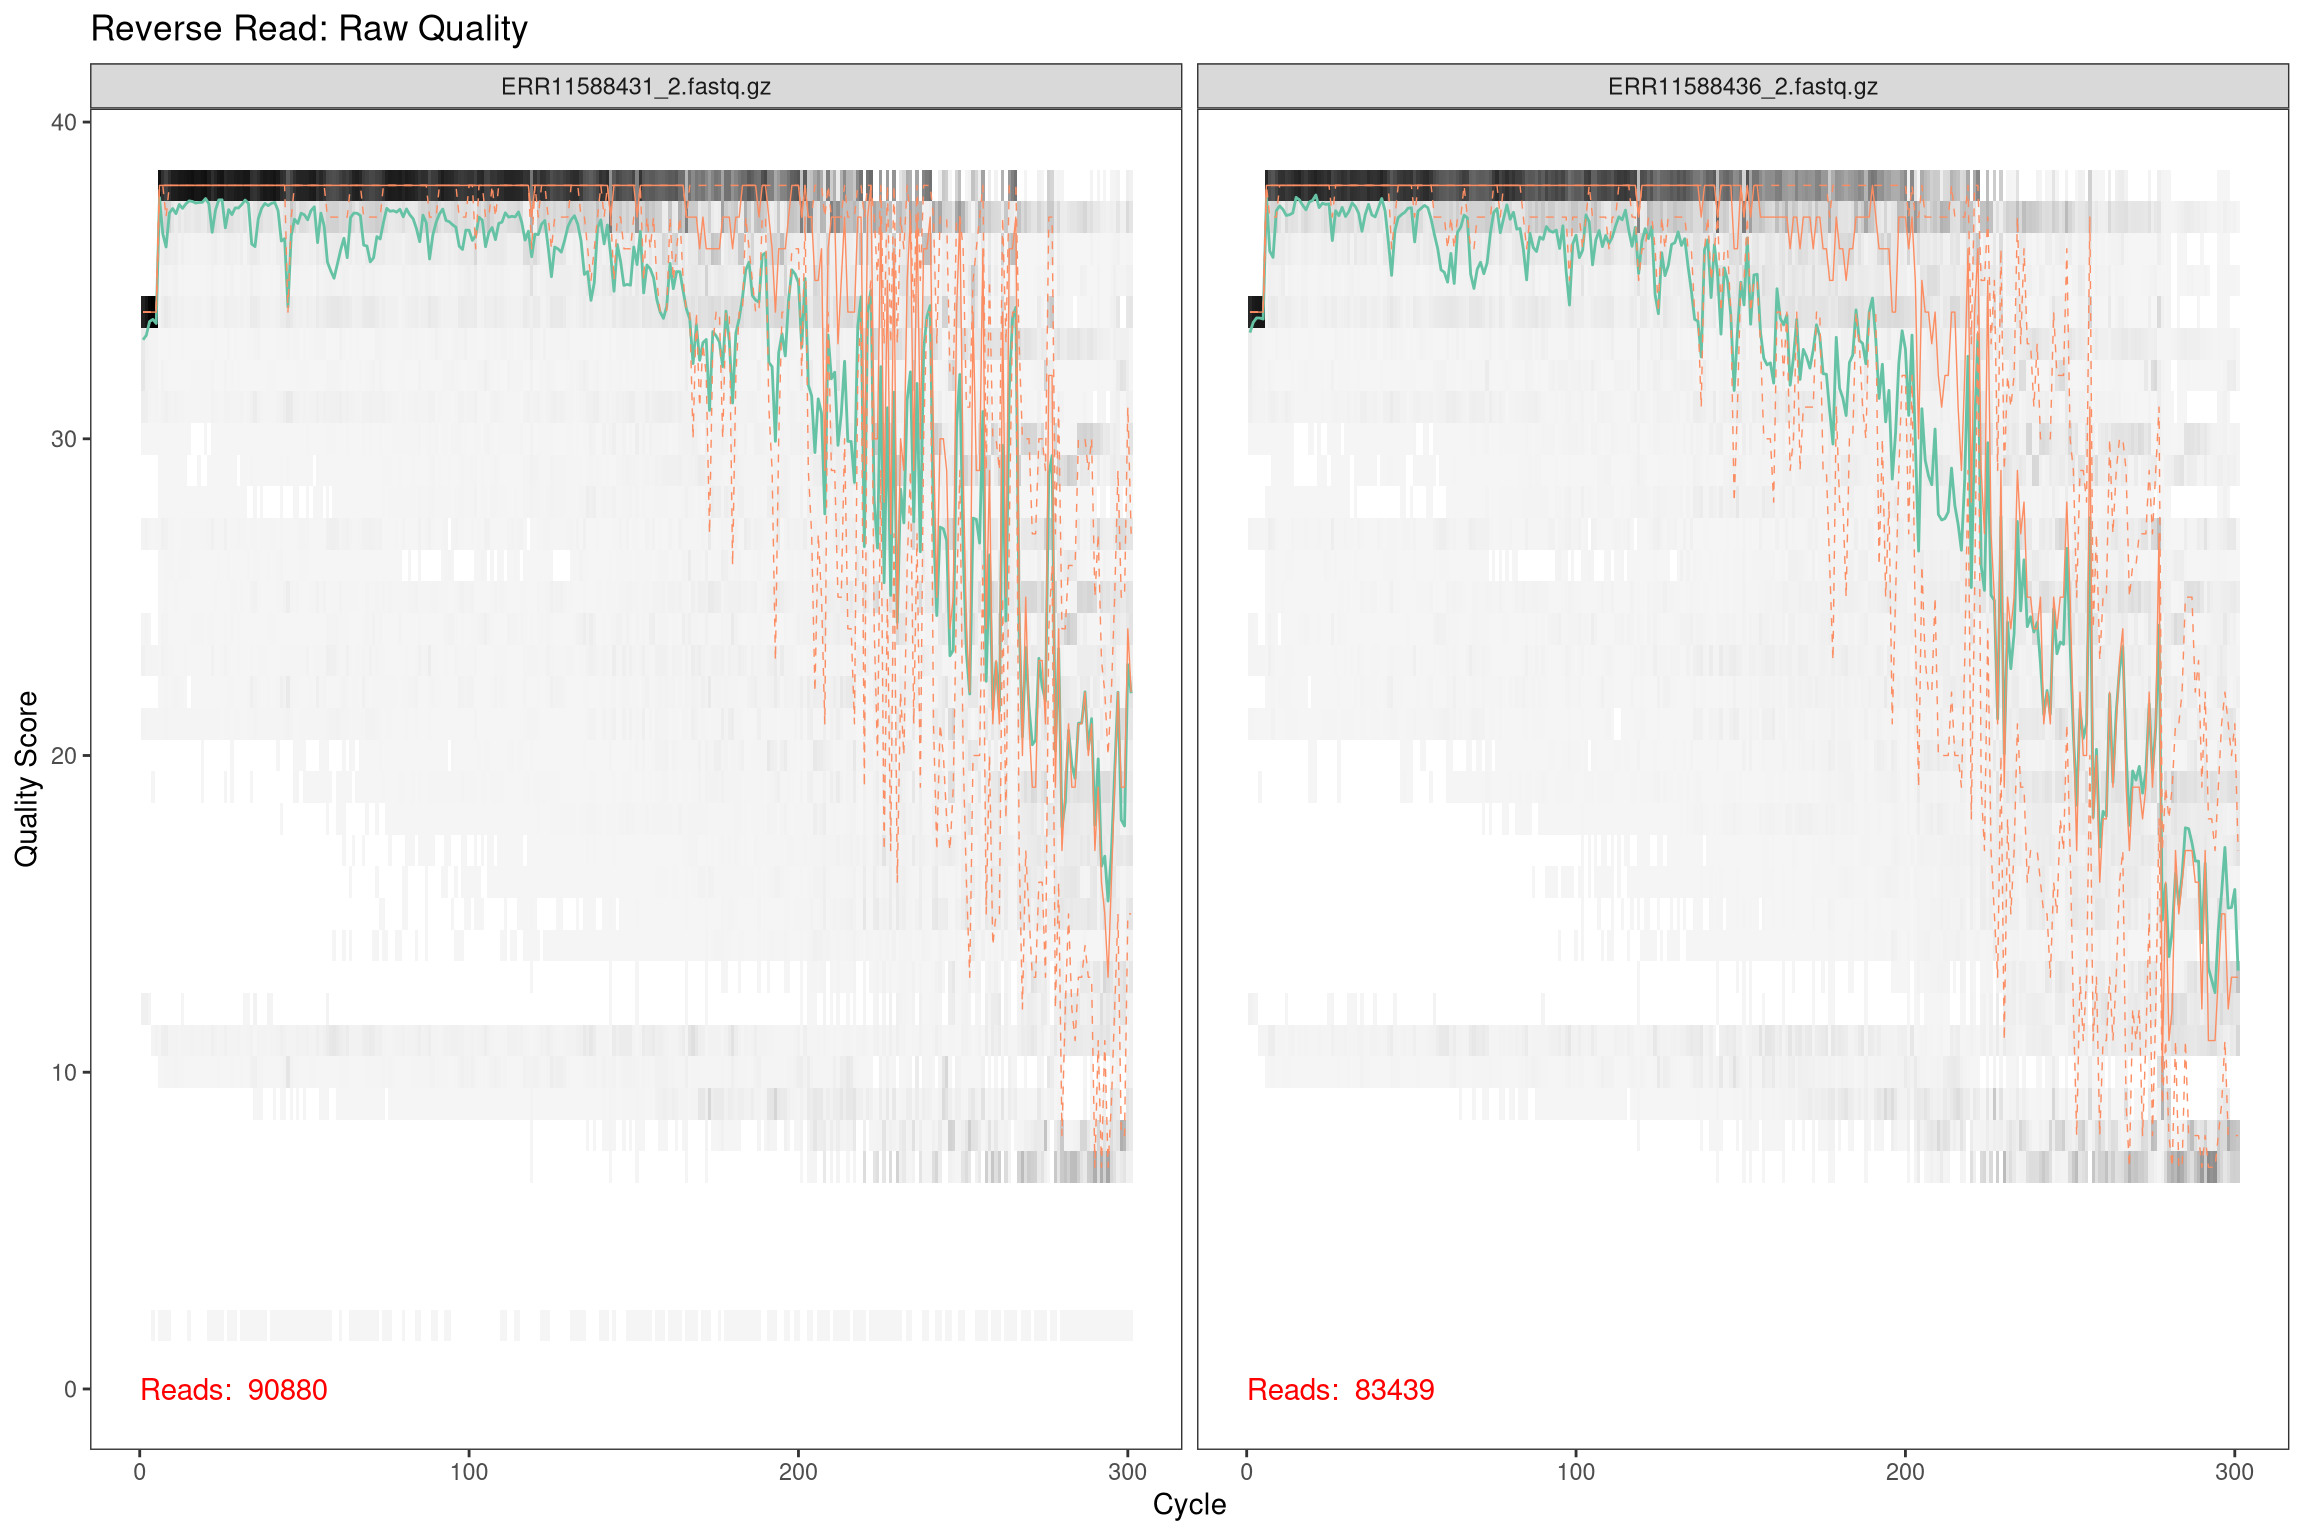 Reverse Read: Raw Quality
ERR11588431_2.fastq.gz
ERR11588436_2.fastq.gz
40
30
20
10
0
Quality Score
Reads: 90880
Reads: 83439
0 100 200 300
0 100 200 300
Cycle